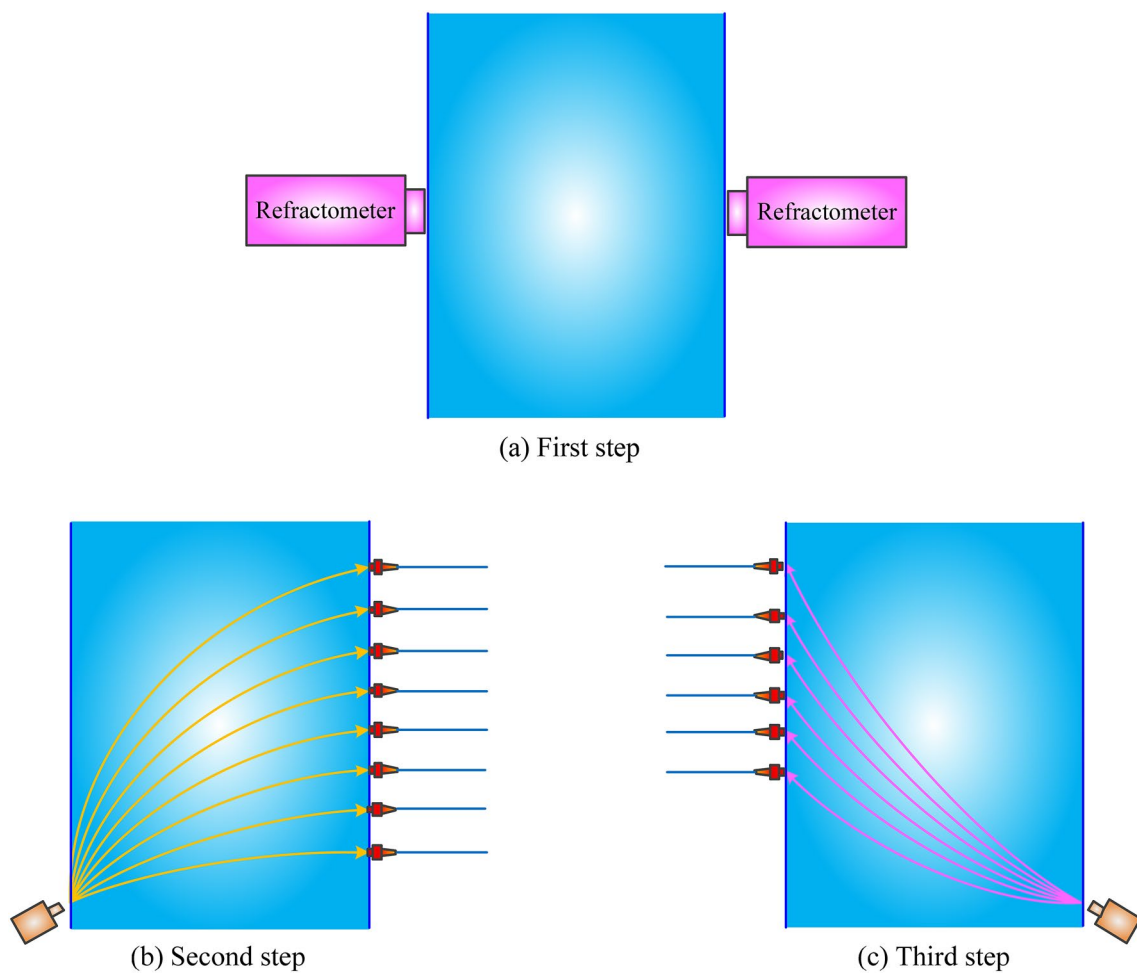 Refractometer
Refractometer
(a) First step
(b) Second step
(c) Third step